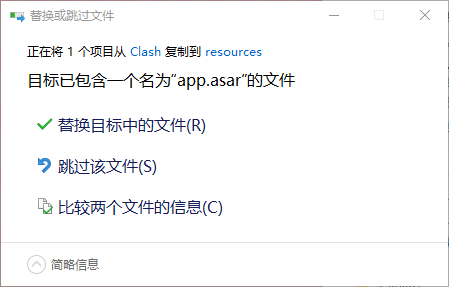 替换或跳过文件
正在将 1 个项目从 Clash 复制到 resources
目标已包含一个名为“app.asar”的文件
替换目标中的文件(R)
跳过该文件(S)
比较两个文件的信息(C)
简略信息